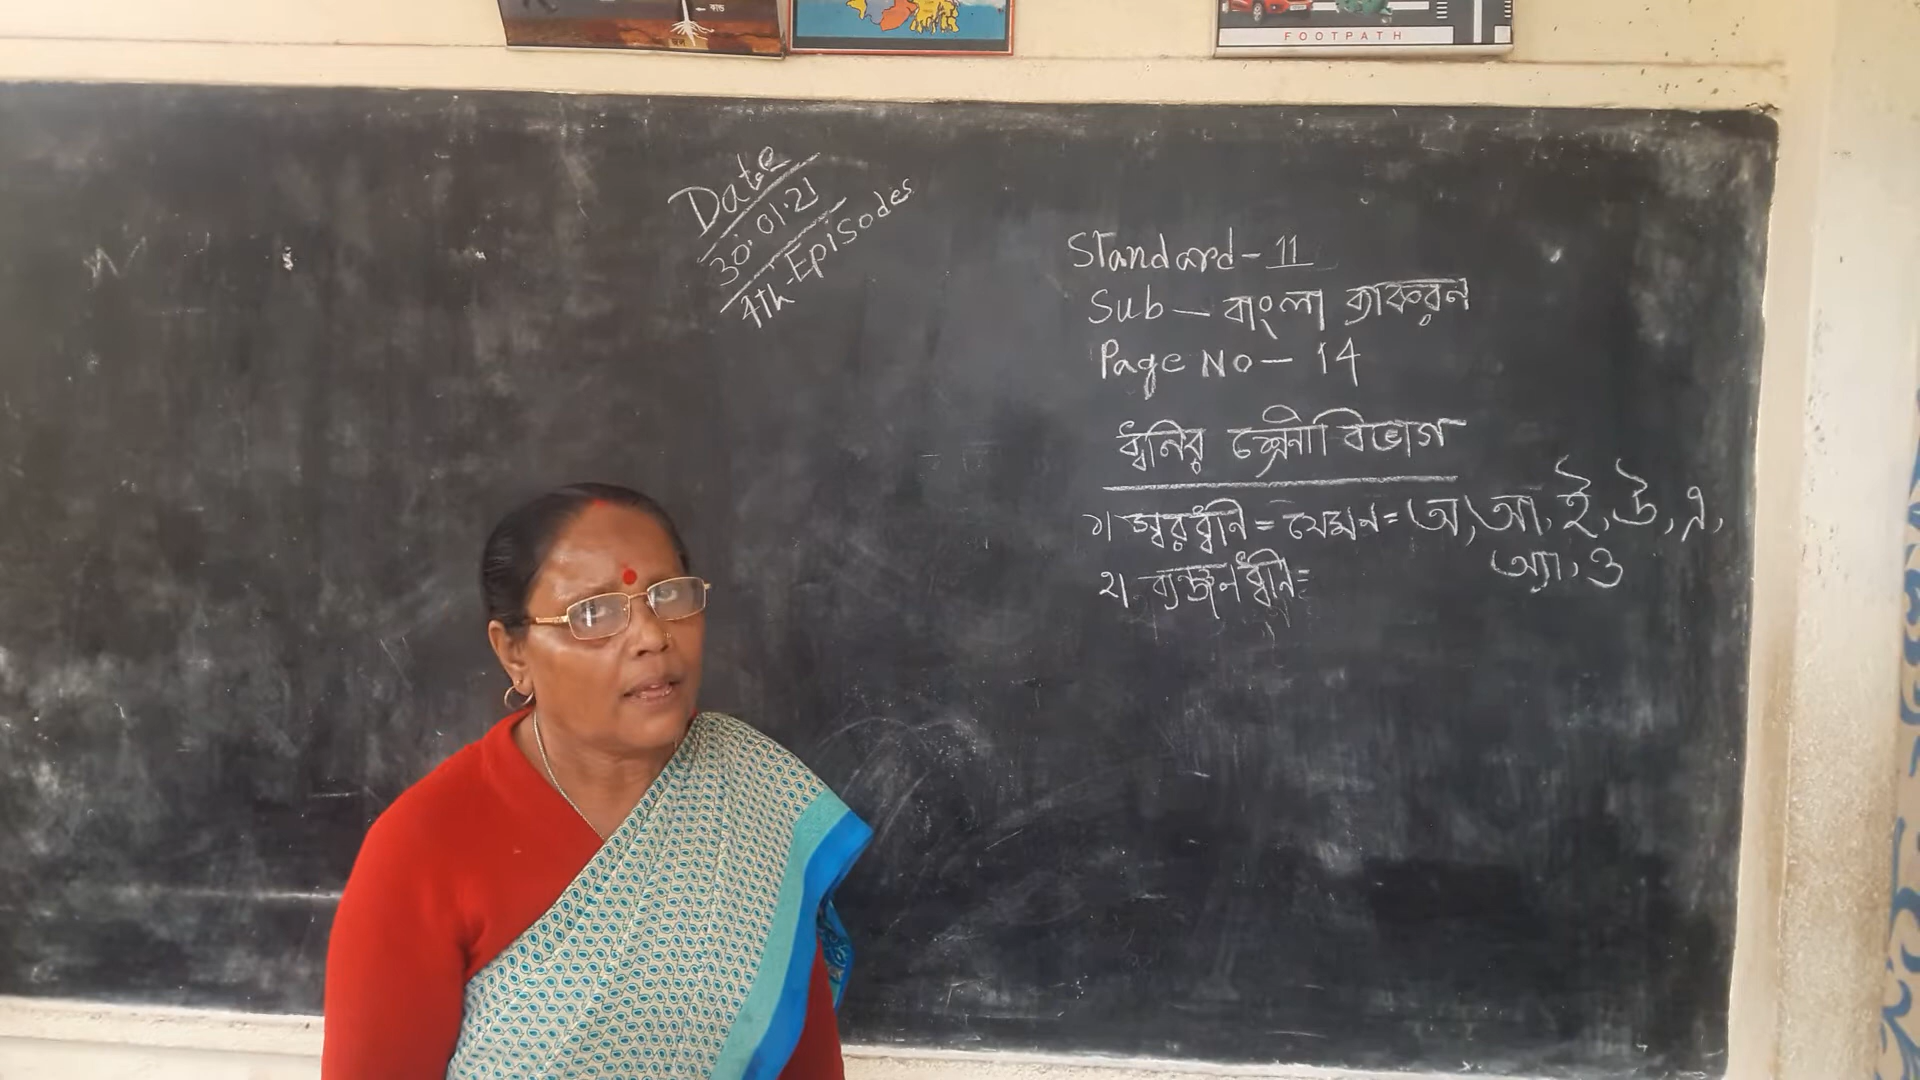 কান্ড
মূল
FOOTPATH
Date
30.01.21
4th-Episodes
Standard-11
Sub - বাংলা ব্যাকরন
Page No - 14
ধ্বনির শ্রেনী বিভাগ
১। স্বরধ্বনি = যেমন = অ, আ, ই, উ, এ,
অ্যা, ও
২। ব্যঞ্জনধ্বনি =